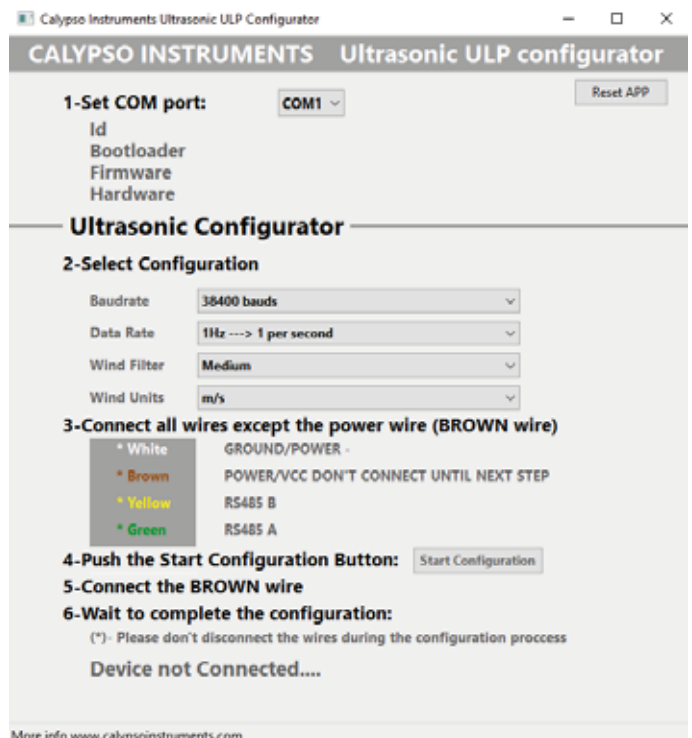 Calypso Instruments Ultrasonic ULP Configurator
CALYPSO INSTRUMENTS Ultrasonic ULP configurator
Reset APP
1-Set COM port: COM1
Id
Bootloader
Firmware
Hardware
Ultrasonic Configurator
2-Select Configuration
Baudrate 38400 bauds
Data Rate 1Hz ---> 1 per second
Wind Filter Medium
Wind Units m/s
3-Connect all wires except the power wire (BROWN wire)
* White GROUND/POWER -
* Brown POWER/VCC DON'T CONNECT UNTIL NEXT STEP
* Yellow RS485 B
* Green RS485 A
4-Push the Start Configuration Button: Start Configuration
5-Connect the BROWN wire
6-Wait to complete the configuration:
(*)- Please don't disconnect the wires during the configuration proccess
Device not Connected....
More info www.calypsoinstruments.com